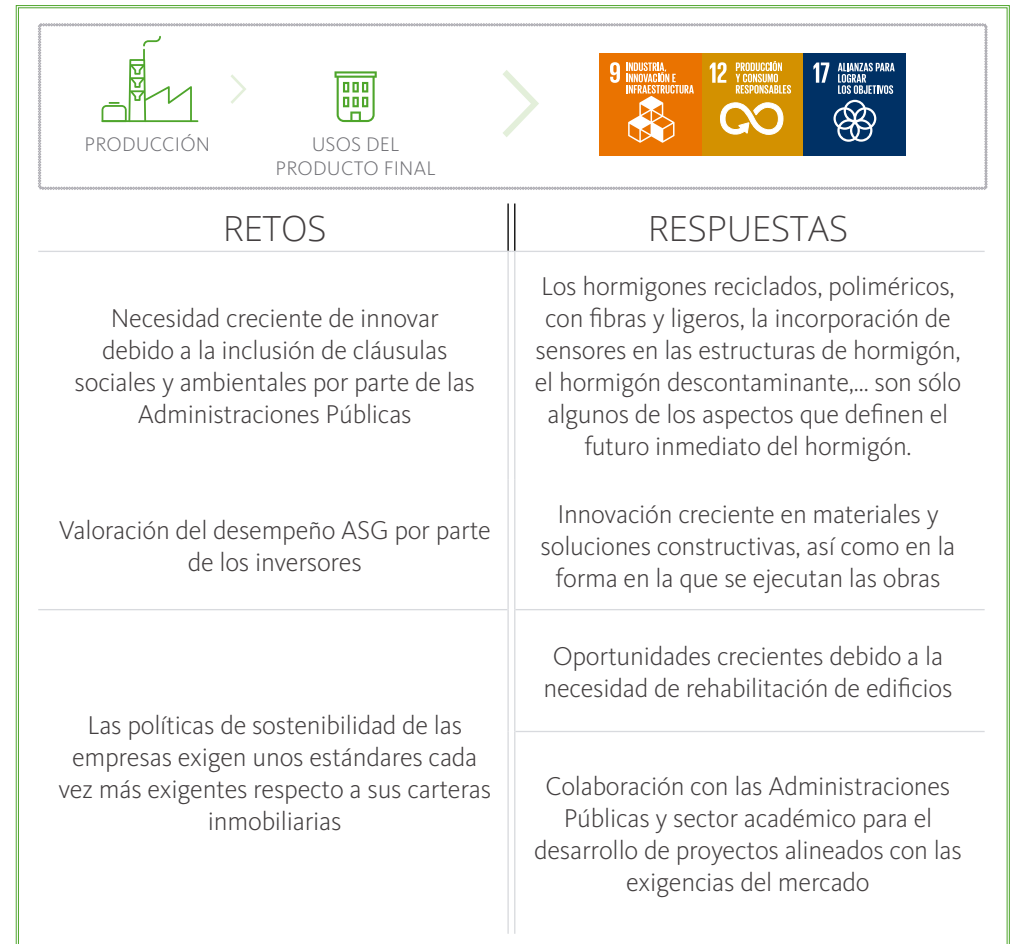 PRODUCCIÓN
USOS DEL
PRODUCTO FINAL
9 INDUSTRIA,
INNOVACIÓN E
INFRAESTRUCTURA
12 PRODUCCIÓN
Y CONSUMO
RESPONSABLES
17 ALIANZAS PARA
LOGRAR
LOS OBJETIVOS
RETOS
RESPUESTAS
Necesidad creciente de innovar
debido a la inclusión de cláusulas
sociales y ambientales por parte de las
Administraciones Públicas
Los hormigones reciclados, poliméricos,
con fibras y ligeros, la incorporación de
sensores en las estructuras de hormigón,
el hormigón descontaminante,... son sólo
algunos de los aspectos que definen el
futuro inmediato del hormigón.
Valoración del desempeño ASG por parte
de los inversores
Innovación creciente en materiales y
soluciones constructivas, así como en la
forma en la que se ejecutan las obras
Las políticas de sostenibilidad de las
empresas exigen unos estándares cada
vez más exigentes respecto a sus carteras
inmobiliarias
Oportunidades crecientes debido a la
necesidad de rehabilitación de edificios
Colaboración con las Administraciones
Públicas y sector académico para el
desarrollo de proyectos alineados con las
exigencias del mercado